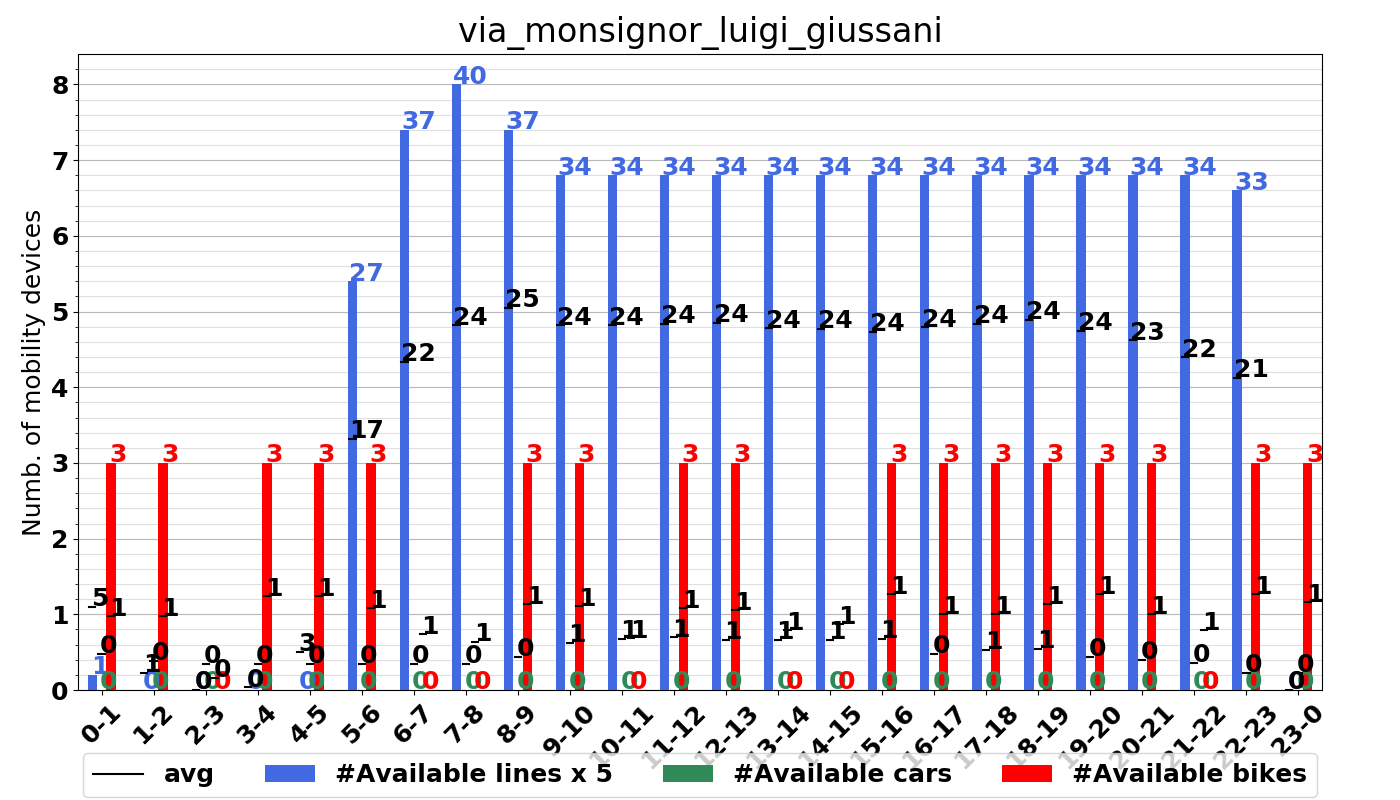 via_monsignor_luigi_giussani
Numb. of mobility devices
8
7
6
5
4
3
2
1
0
40
37 37
34 34 34 34 34 34 34 34 34 34 34 34 34
33
27
25
24 24 24 24 24 24 24 24 24 24 24
23
22 22
21
17
3 3 3 3 3 3 3 3 3 3 3 3 3 3 3 3 3
0-1 1-2 2-3 3-4 4-5 5-6 6-7 7-8 8-9 9-10 10-11 11-12 12-13 13-14 14-15 15-16 16-17 17-18 18-19 19-20 20-21 21-22 22-23 23-0
avg #Available lines x 5 #Available cars #Available bikes